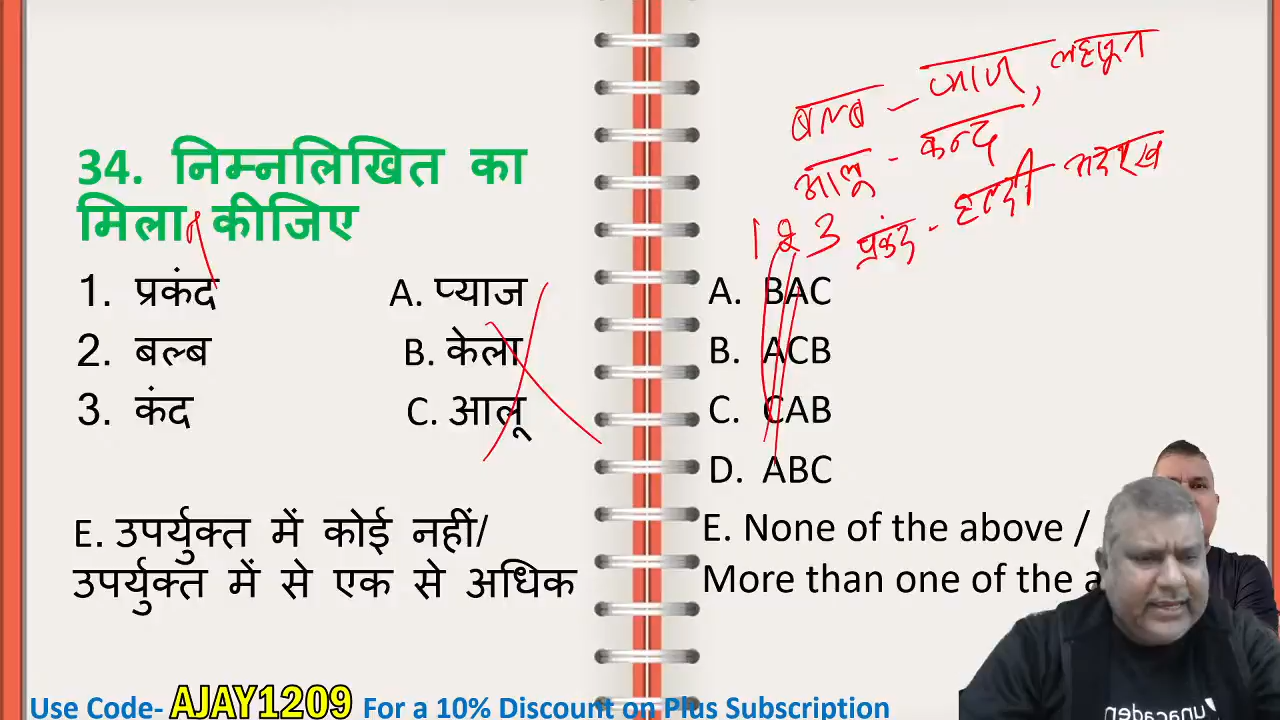 34. निम्नलिखित का
मिला कीजिए
1. प्रकंद
A. प्याज
2. बल्ब
B. केला
3. कंद
C. आलू
E. उपर्युक्त में कोई नहीं/
उपर्युक्त में से एक से अधिक
बल्ब - प्याज, लहसून
आलू - कन्द
प्रकंद - हल्दी अदरख
1 2 3
A. BAC
B. ACB
C. CAB
D. ABC
E. None of the above /
More than one of the a
unacadem
Use Code- AJAY1209 For a 10% Discount on Plus Subscription